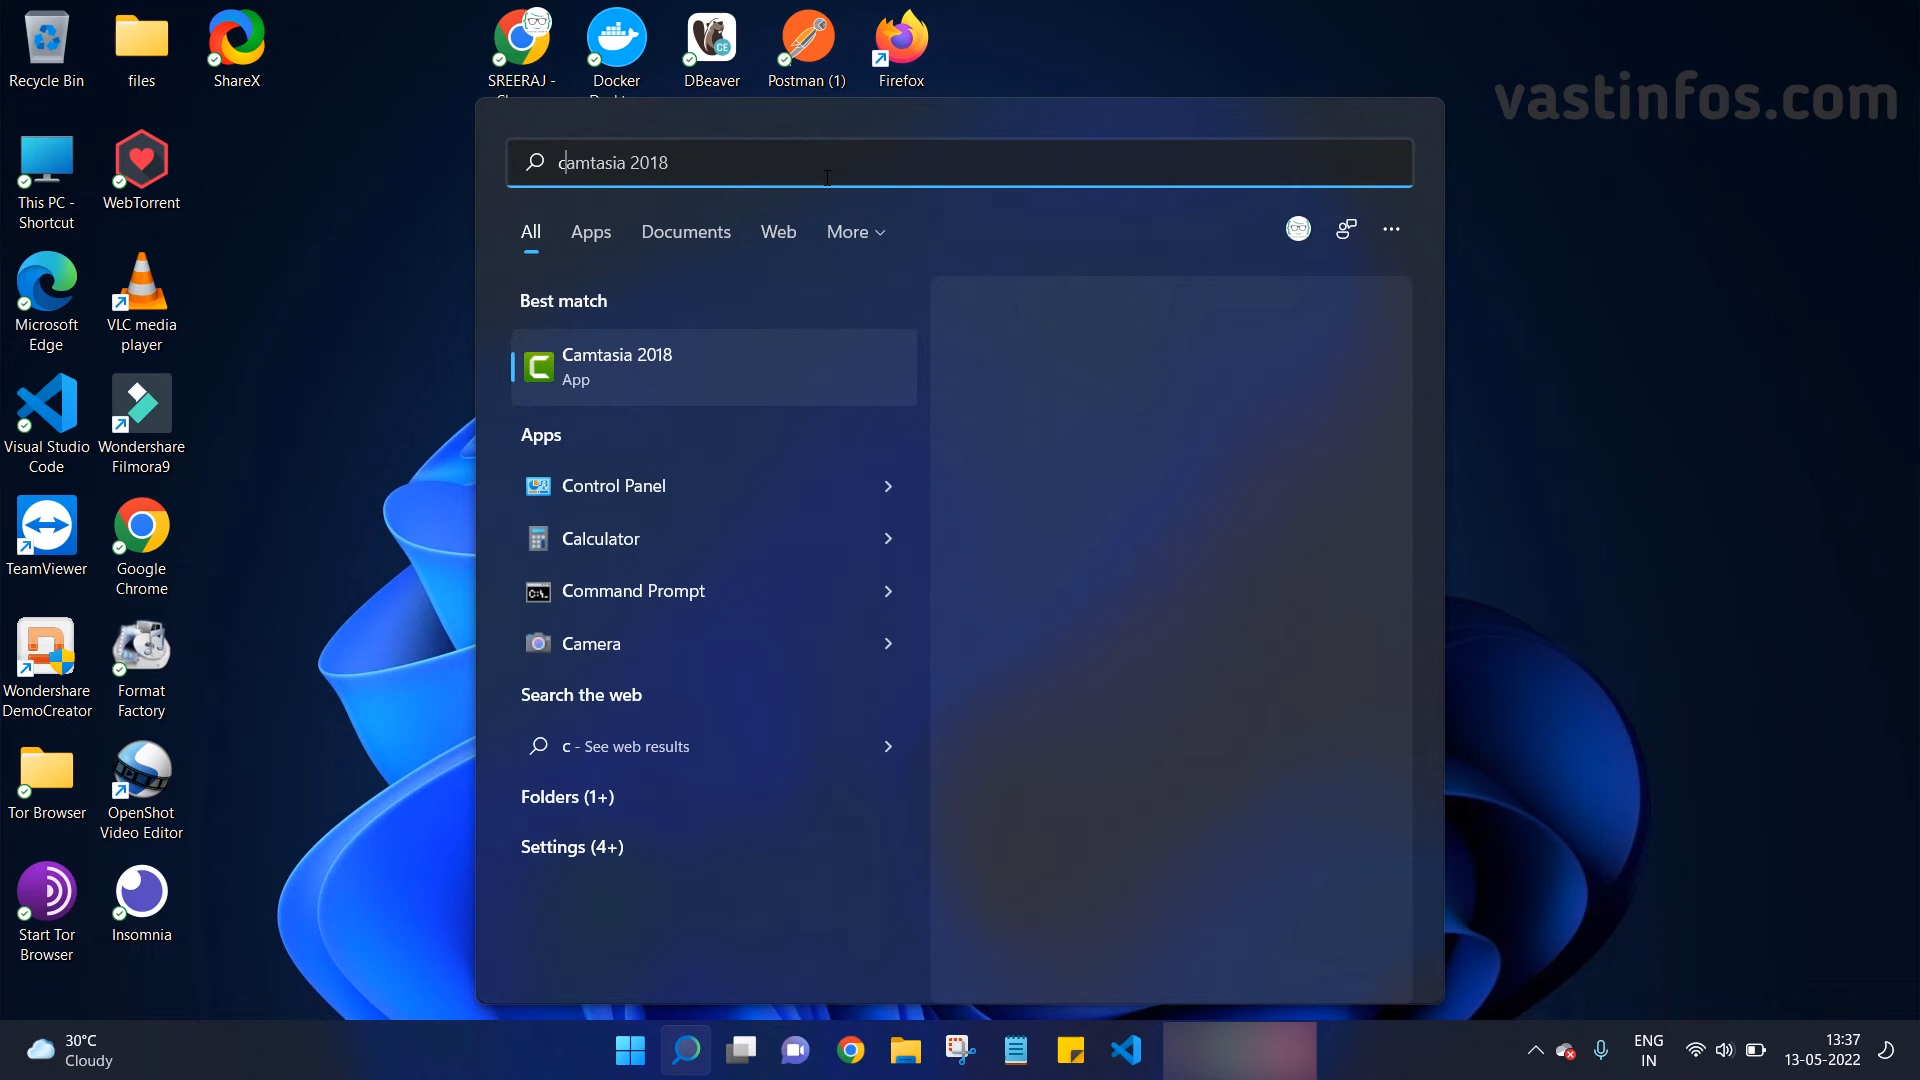 Recycle Bin
files
ShareX
SREERAJ -
Docker
DBeaver
CE
Postman (1)
Firefox
vastinfos.com
camtasia 2018
This PC -
Shortcut
WebTorrent
All
Apps
Documents
Web
More
Best match
Camtasia 2018
App
Microsoft
Edge
VLC media
player
Apps
Control Panel
Calculator
Command Prompt
Camera
Visual Studio
Code
Wondershare
Filmora9
TeamViewer
Google
Chrome
Search the web
c - See web results
Folders (1+)
Settings (4+)
Wondershare
DemoCreator
Format
Factory
Tor Browser
OpenShot
Video Editor
Start Tor
Browser
Insomnia
30°C
Cloudy
ENG
IN
13:37
13-05-2022